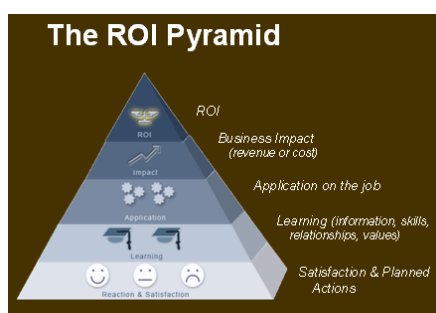 The ROI Pyramid
ROI
ROI
Business Impact
(revenue or cost)
Impact
Application on the job
Application
Learning (information, skills,
relationships, values)
Learning
Satisfaction & Planned
Actions
Reaction & Satisfaction